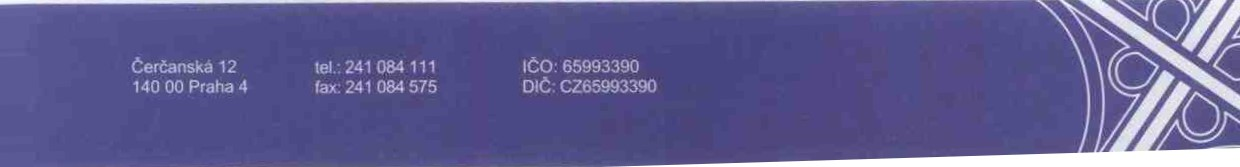 Čerčanská 12
140 00 Praha 4
tel.: 241 084 111
fax: 241 084 575
IČO: 65993390
DIČ: CZ65993390